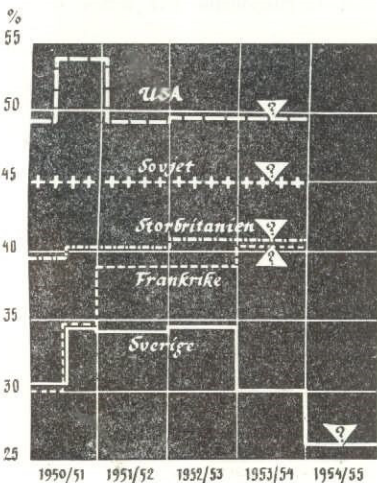 %
55
50
45
40
35
30
25
USA
?
Sovjet
?
Storbritanien
?
?
Frankrike
Sverige
?
1950/51 1951/52 1952/53 1953/54 1954/55